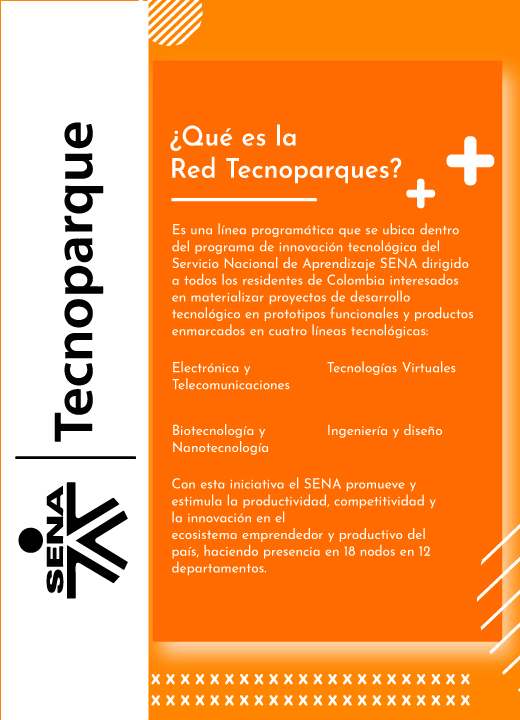 Tecnoparque
SENA
¿Qué es la
Red Tecnoparques?
Es una línea programótica que se ubica dentro
del programa de innovación tecnológica del
Servicio Nacional de Aprendizaje SENA dirigido
a todos los residentes de Colombia interesados
en materializar proyectos de desarrollo
tecnológico en prototipos funcionales y productos
enmarcados en cuatro líneas tecnológicas:
Electrónica y
Telecomunicaciones
Tecnologías Virtuales
Biotecnología y
Nanotecnología
Ingeniería y diseño
Con esta iniciativa el SENA promueve y
estimula la productividad, competitividad y
la innovación en el
ecosistema emprendedor y productivo del
país, haciendo presencia en 18 nodos en 12
departamentos.